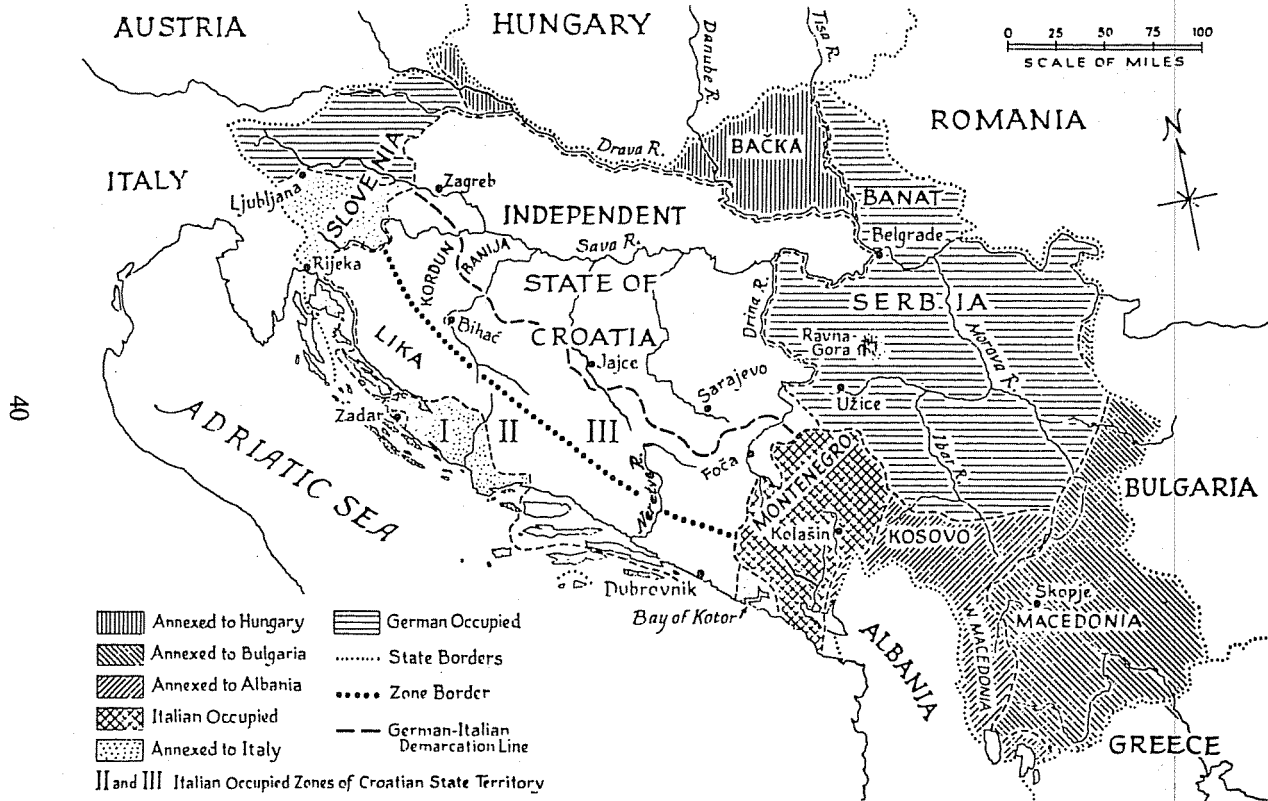 AUSTRIA
HUNGARY
Danube R.
Tisa R.
0 25 50 75 100
SCALE OF MILES
ROMANIA
N
ITALY
Drava R.
BAČKA
BANAT
Ljubljana
SLOVENIA
Zagreb
INDEPENDENT
STATE OF
CROATIA
Sava R.
Belgrade
Rijeka
KORDUN
BANIJA
Drina R.
SERBIA
LIKA
Bihać
Ravna-
Gora
Morova R.
Jajce
Sarajevo
Užice
40
Zadar
I
II
III
ADRIATIC SEA
Foča
Ibar R.
Neretva R.
MONTENEGRO
BULGARIA
Kolašin
KOSOVO
Dubrovnik
Bay of Kotor
Skopje
MACEDONIA
W. MACEDONIA
ALBANIA
GREECE
Annexed to Hungary
Annexed to Bulgaria
Annexed to Albania
Italian Occupied
Annexed to Italy
German Occupied
State Borders
Zone Border
German-Italian
Demarcation Line
II and III Italian Occupied Zones of Croatian State Territory